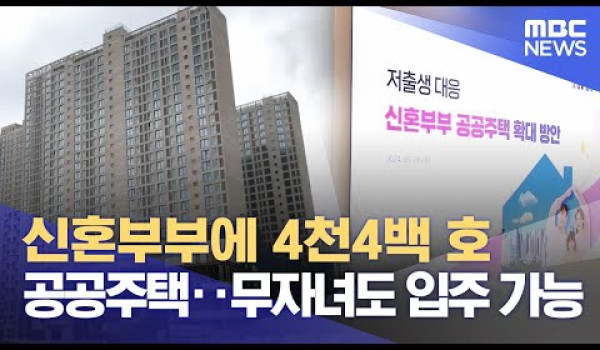 MBC
NEWS
저출생 대응
신혼부부 공공주택 확대 방안
신혼부부에 4천4백 호
공공주택‥무자녀도 입주 가능